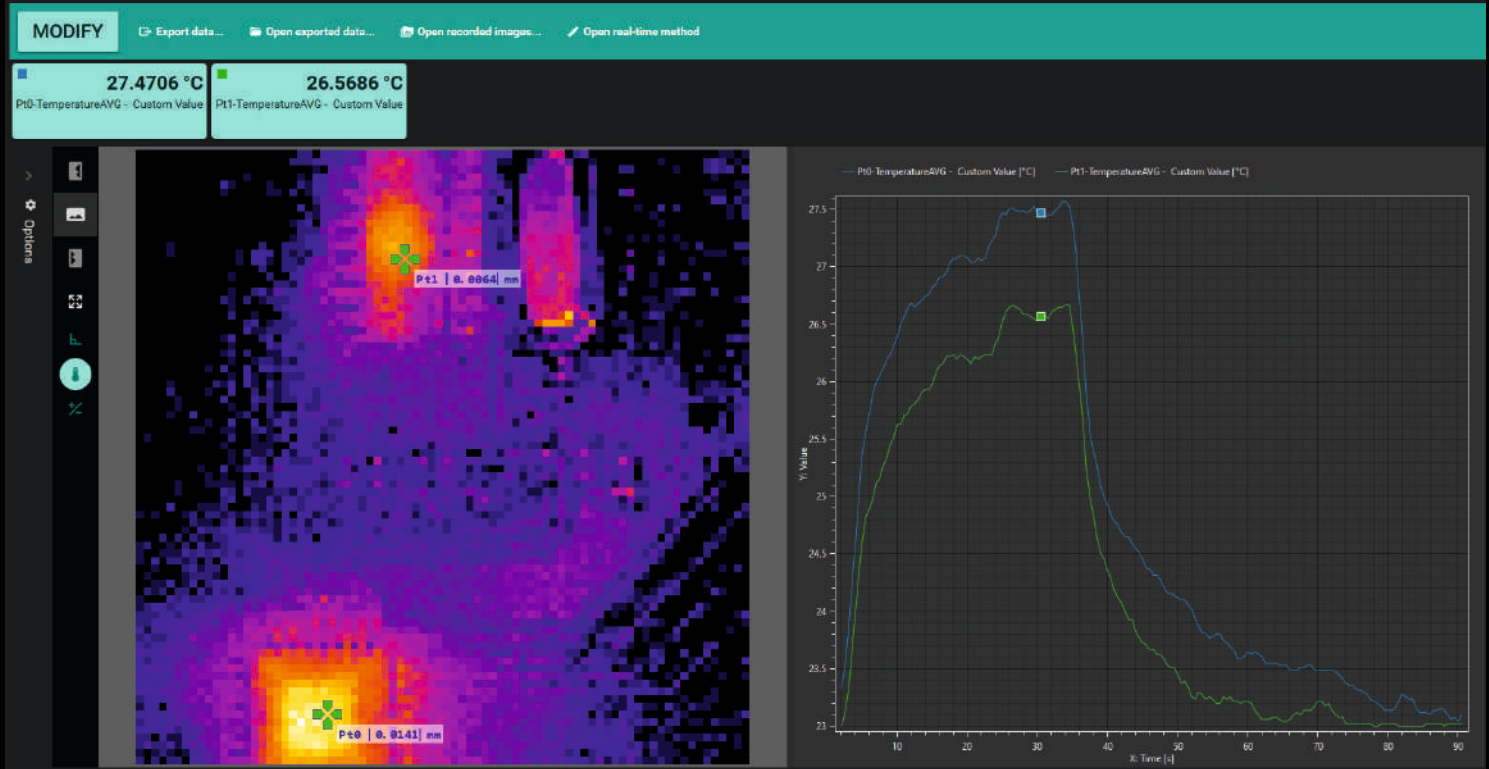 MODIFY
Export data...
Open exported data...
Open recorded images...
Open real-time method
27.4706 °C
Pt0-TemperatureAVG - Custom Value
26.5686 °C
Pt1-TemperatureAVG - Custom Value
Options
Pt1 | 0.0064| mm
Pt0 | 0.0141| mm
Pt0-TemperatureAVG - Custom Value [°C]
Pt1-TemperatureAVG - Custom Value [°C]
27.5
27
26.5
26
25.5
25
24.5
24
23.5
23
Y: Value
10 20 30 40 50 60 70 80 90
X: Time [s]